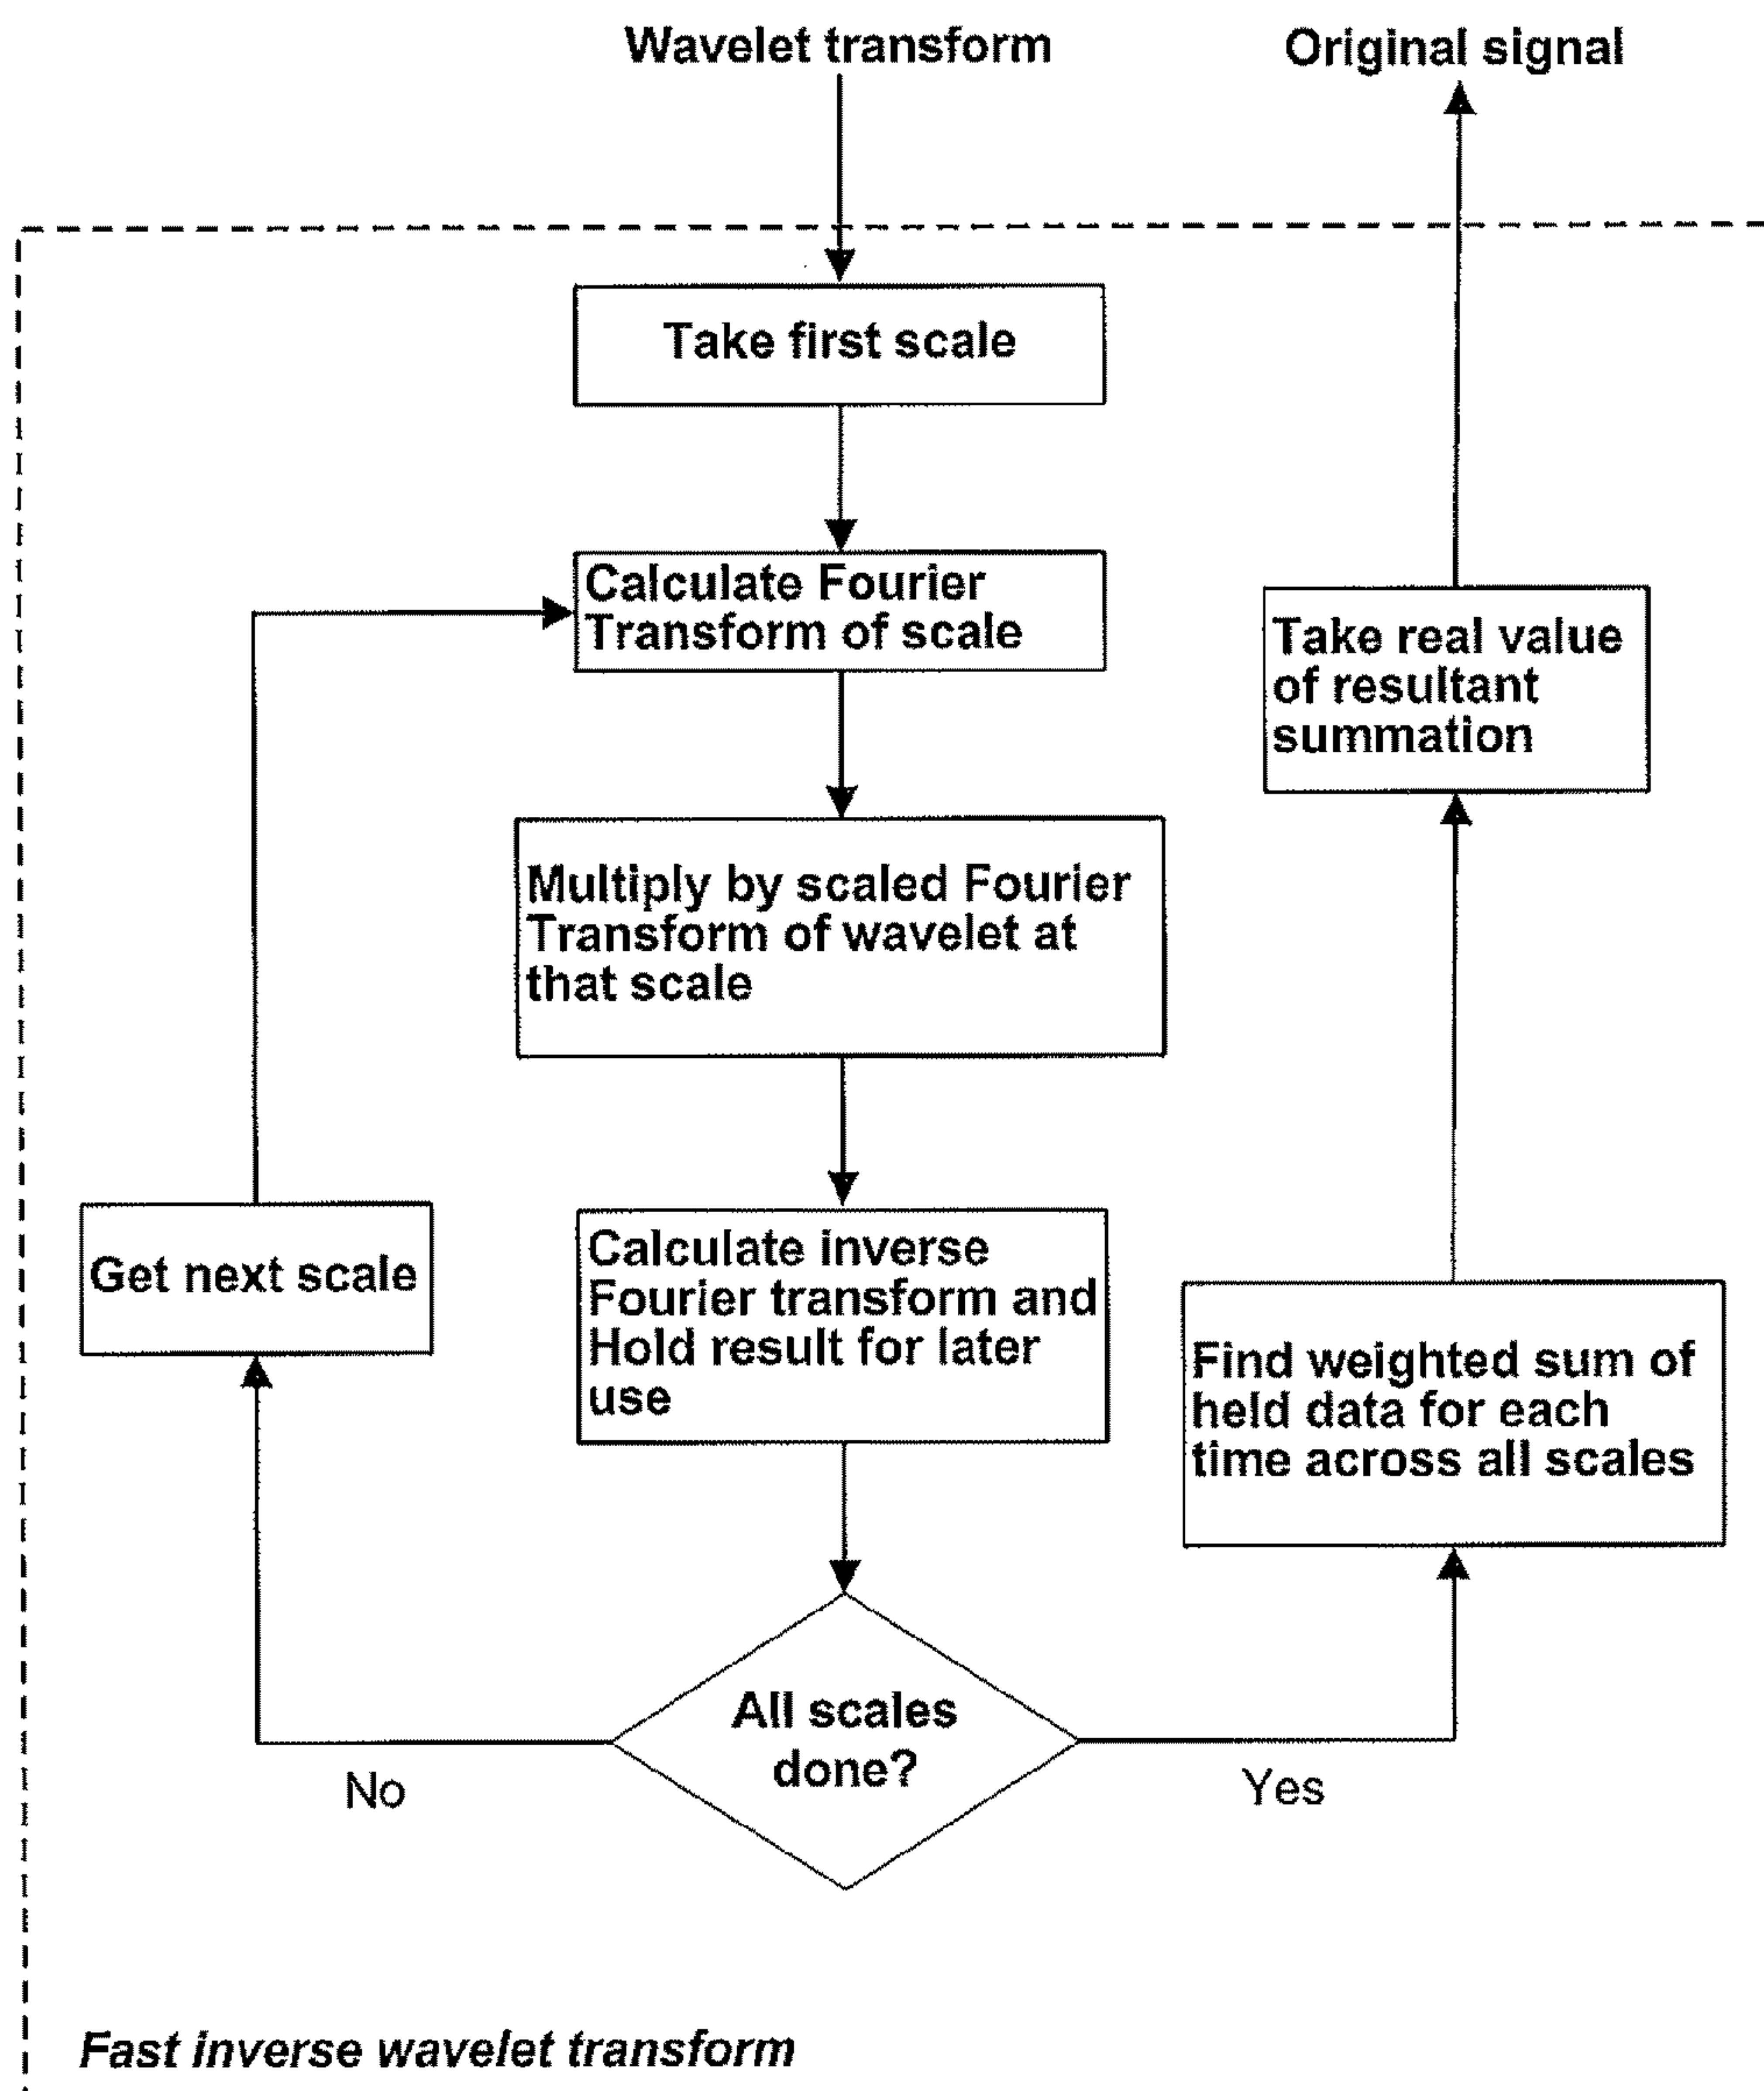 Wavelet transform
Original signal
Take first scale
Calculate Fourier
Transform of scale
Take real value
of resultant
summation
Multiply by scaled Fourier
Transform of wavelet at
that scale
Get next scale
Calculate inverse
Fourier transform and
Hold result for later
use
Find weighted sum of
held data for each
time across all scales
All scales
done?
No
Yes
Fast inverse wavelet transform